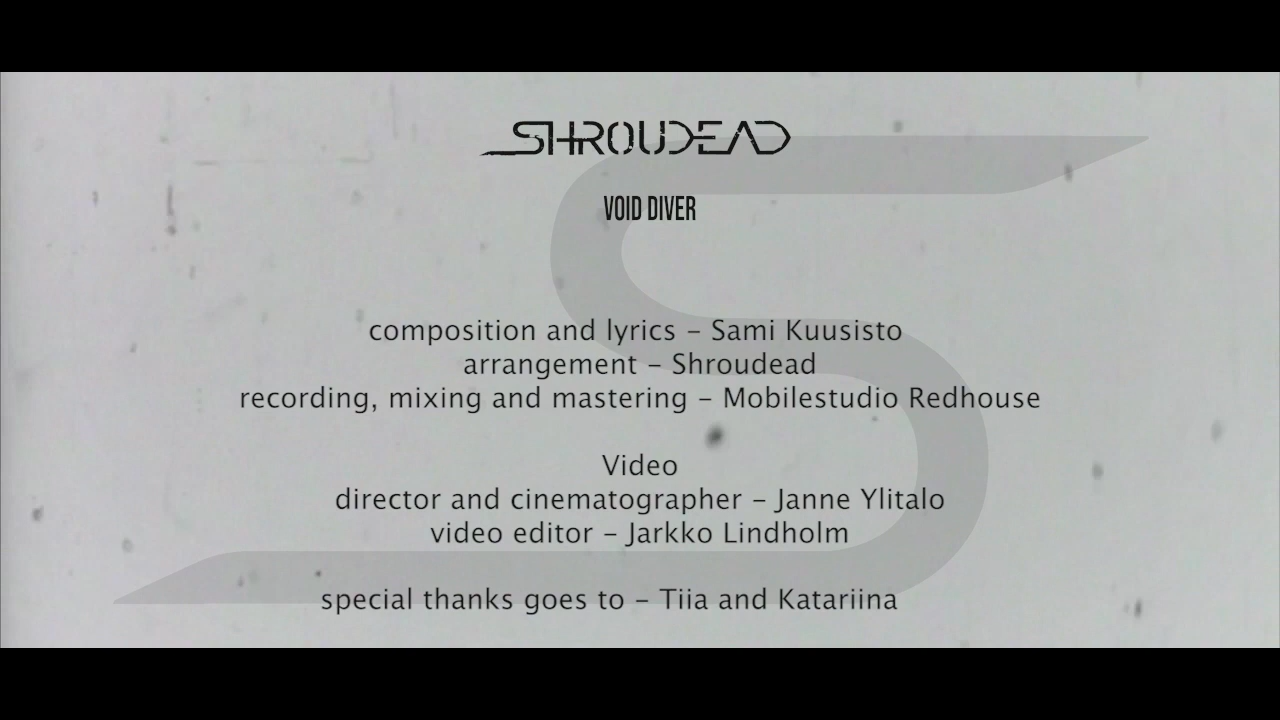 SHROUDEAD
VOID DIVER
composition and lyrics – Sami Kuusisto
arrangement – Shroudead
recording, mixing and mastering – Mobilestudio Redhouse
Video
director and cinematographer – Janne Ylitalo
video editor – Jarkko Lindholm
special thanks goes to – Tiia and Katariina